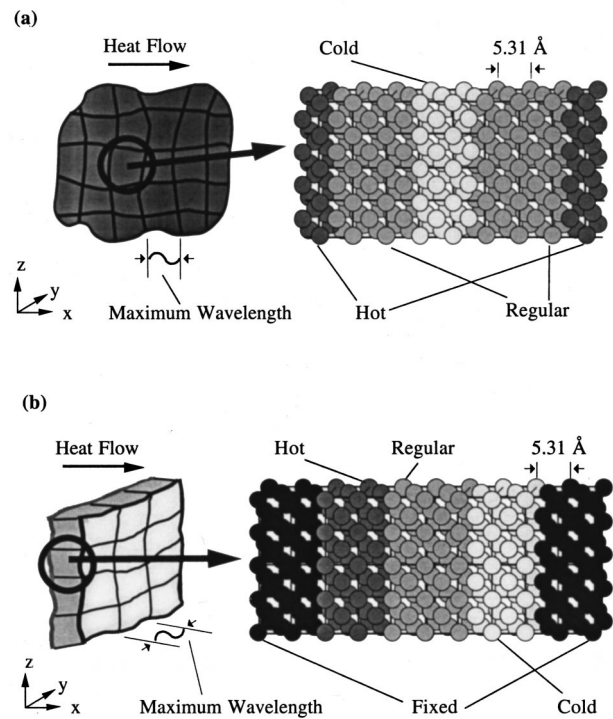 (a)
Heat Flow
Cold
5.31 Å
z
y
x
Maximum Wavelength
Hot
Regular
(b)
Heat Flow
Hot
Regular
5.31 Å
z
y
x
Maximum Wavelength
Fixed
Cold